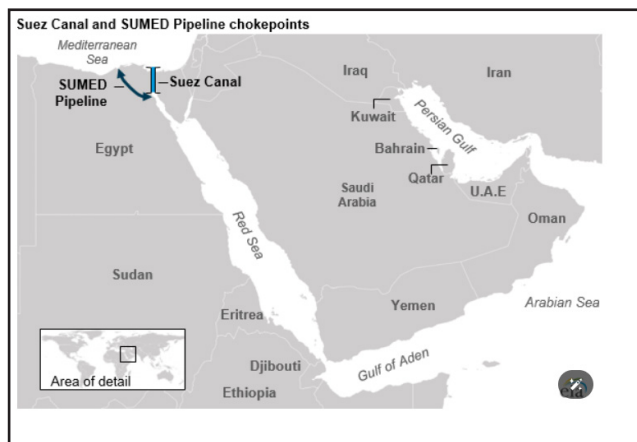 Suez Canal and SUMED Pipeline chokepoints
Mediterranean
Sea
SUMED
Pipeline
Suez Canal
Iraq
Iran
Kuwait
Persian Gulf
Bahrain
Egypt
Qatar
U.A.E
Saudi
Arabia
Oman
Red Sea
Sudan
Yemen
Arabian Sea
Eritrea
Gulf of Aden
Djibouti
Ethiopia
Area of detail